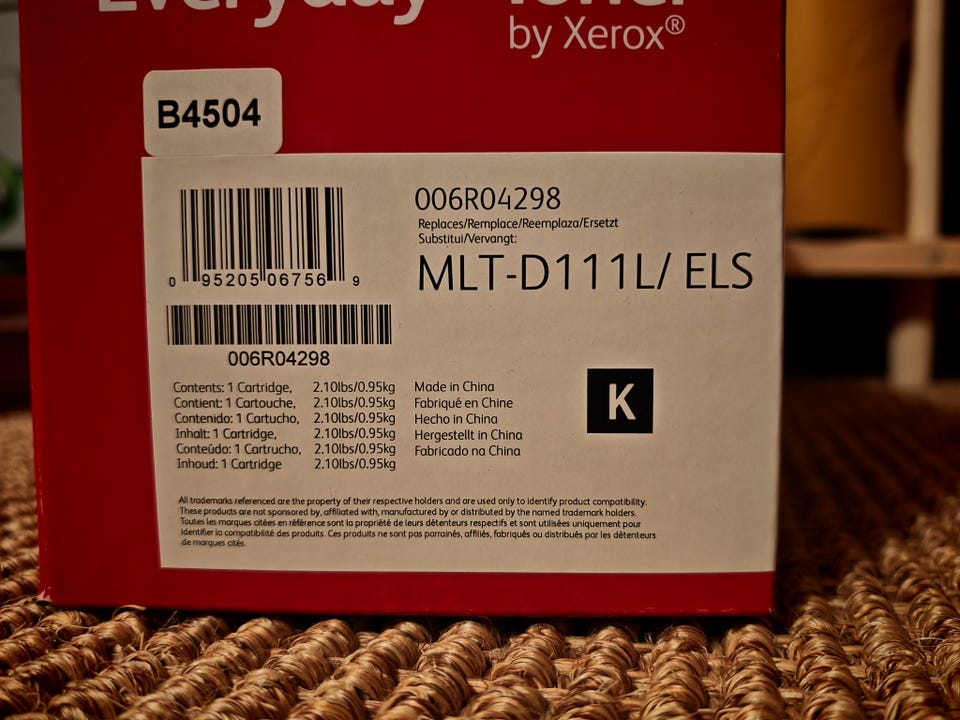 Everyday Toner
by Xerox®
B4504
0 95205 06756 9
006R04298
Contents: 1 Cartridge, 2.10lbs/0.95kg
Contient: 1 Cartouche, 2.10lbs/0.95kg
Contenido: 1 Cartucho, 2.10lbs/0.95kg
Inhalt: 1 Cartridge, 2.10lbs/0.95kg
Conteúdo: 1 Cartrucho, 2.10lbs/0.95kg
Inhoud: 1 Cartridge 2.10lbs/0.95kg
006R04298
Replaces/Remplace/Reemplaza/Ersetzt
Substitui/Vervangt:
MLT-D111L/ ELS
Made in China
Fabriqué en Chine
Hecho in China
Hergestellt in China
Fabricado na China
K
All trademarks referenced are the property of their respective holders and are used only to identify product compatibility.
These products are not sponsored by, affiliated with, manufactured by or distributed by the named trademark holders.
Toutes les marques citées en référence sont la propriété de leurs détenteurs respectifs et sont utilisées uniquement pour
identifier la compatibilité des produits. Ces produits ne sont pas parrainés, affiliés, fabriqués ou distribués par les détenteurs
de marques cités.